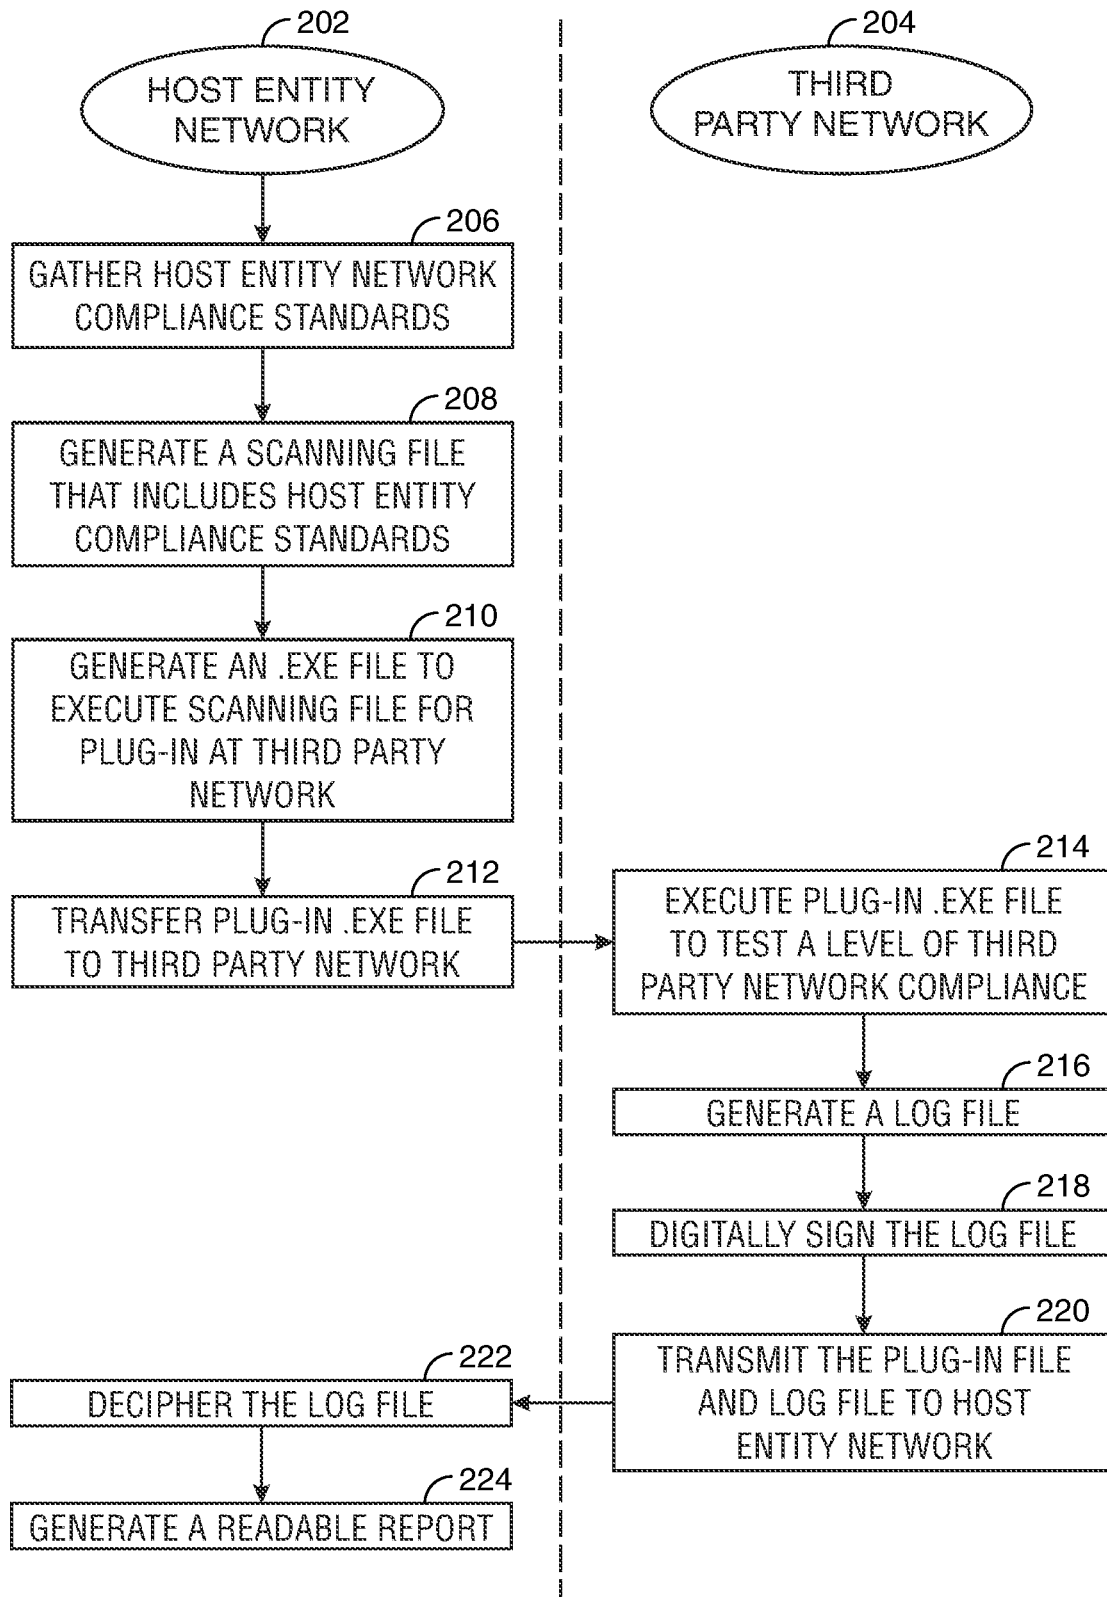 202
HOST ENTITY
NETWORK
204
THIRD
PARTY NETWORK
206
GATHER HOST ENTITY NETWORK
COMPLIANCE STANDARDS
208
GENERATE A SCANNING FILE
THAT INCLUDES HOST ENTITY
COMPLIANCE STANDARDS
210
GENERATE AN .EXE FILE TO
EXECUTE SCANNING FILE FOR
PLUG-IN AT THIRD PARTY
NETWORK
212
TRANSFER PLUG-IN .EXE FILE
TO THIRD PARTY NETWORK
214
EXECUTE PLUG-IN .EXE FILE
TO TEST A LEVEL OF THIRD
PARTY NETWORK COMPLIANCE
216
GENERATE A LOG FILE
218
DIGITALLY SIGN THE LOG FILE
220
TRANSMIT THE PLUG-IN FILE
AND LOG FILE TO HOST
ENTITY NETWORK
222
DECIPHER THE LOG FILE
224
GENERATE A READABLE REPORT